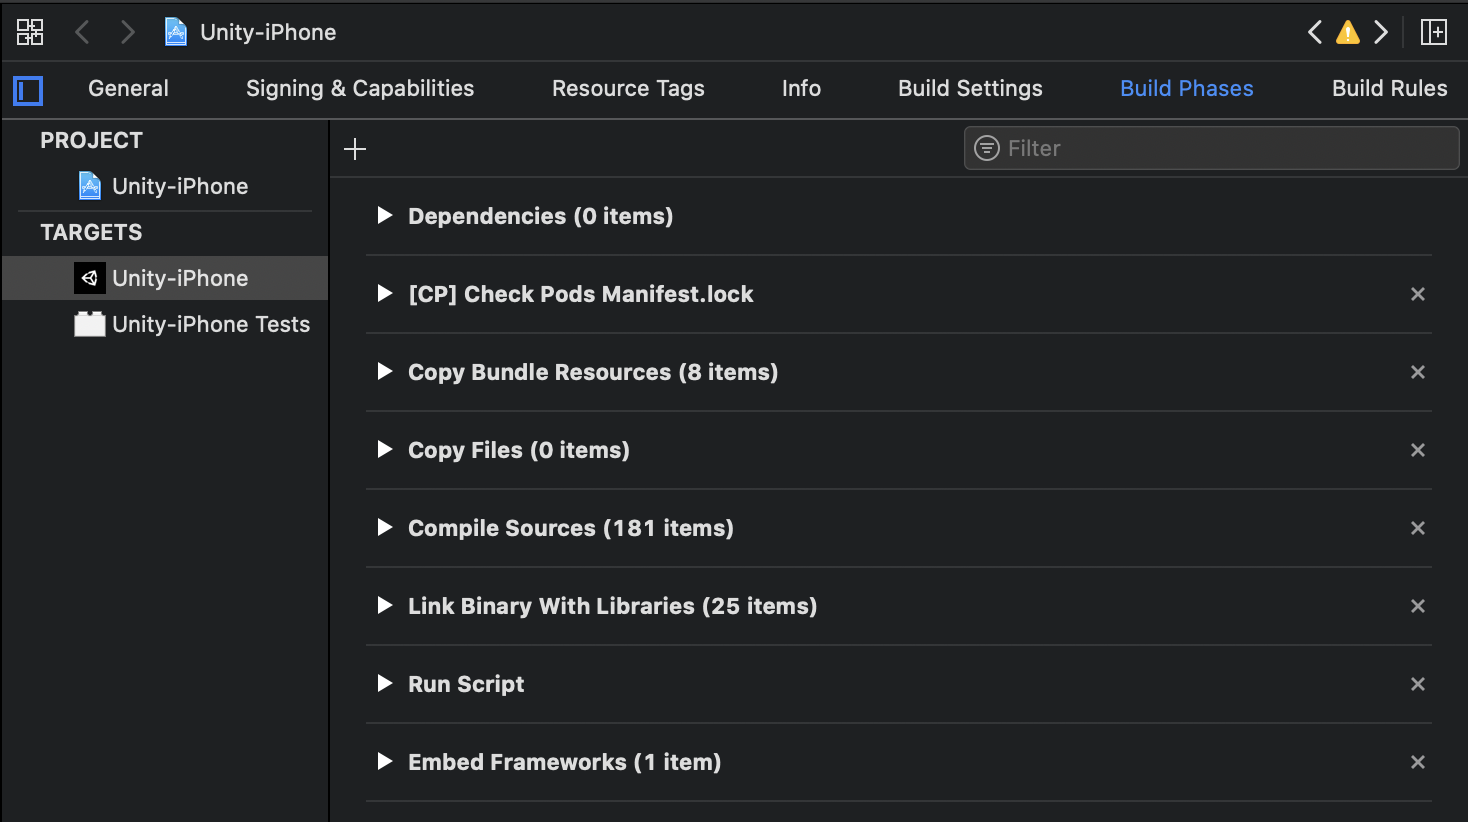 Unity-iPhone
General Signing & Capabilities Resource Tags Info Build Settings Build Phases Build Rules
PROJECT
Unity-iPhone
TARGETS
Unity-iPhone
Unity-iPhone Tests
Filter
Dependencies (0 items)
[CP] Check Pods Manifest.lock
Copy Bundle Resources (8 items)
Copy Files (0 items)
Compile Sources (181 items)
Link Binary With Libraries (25 items)
Run Script
Embed Frameworks (1 item)